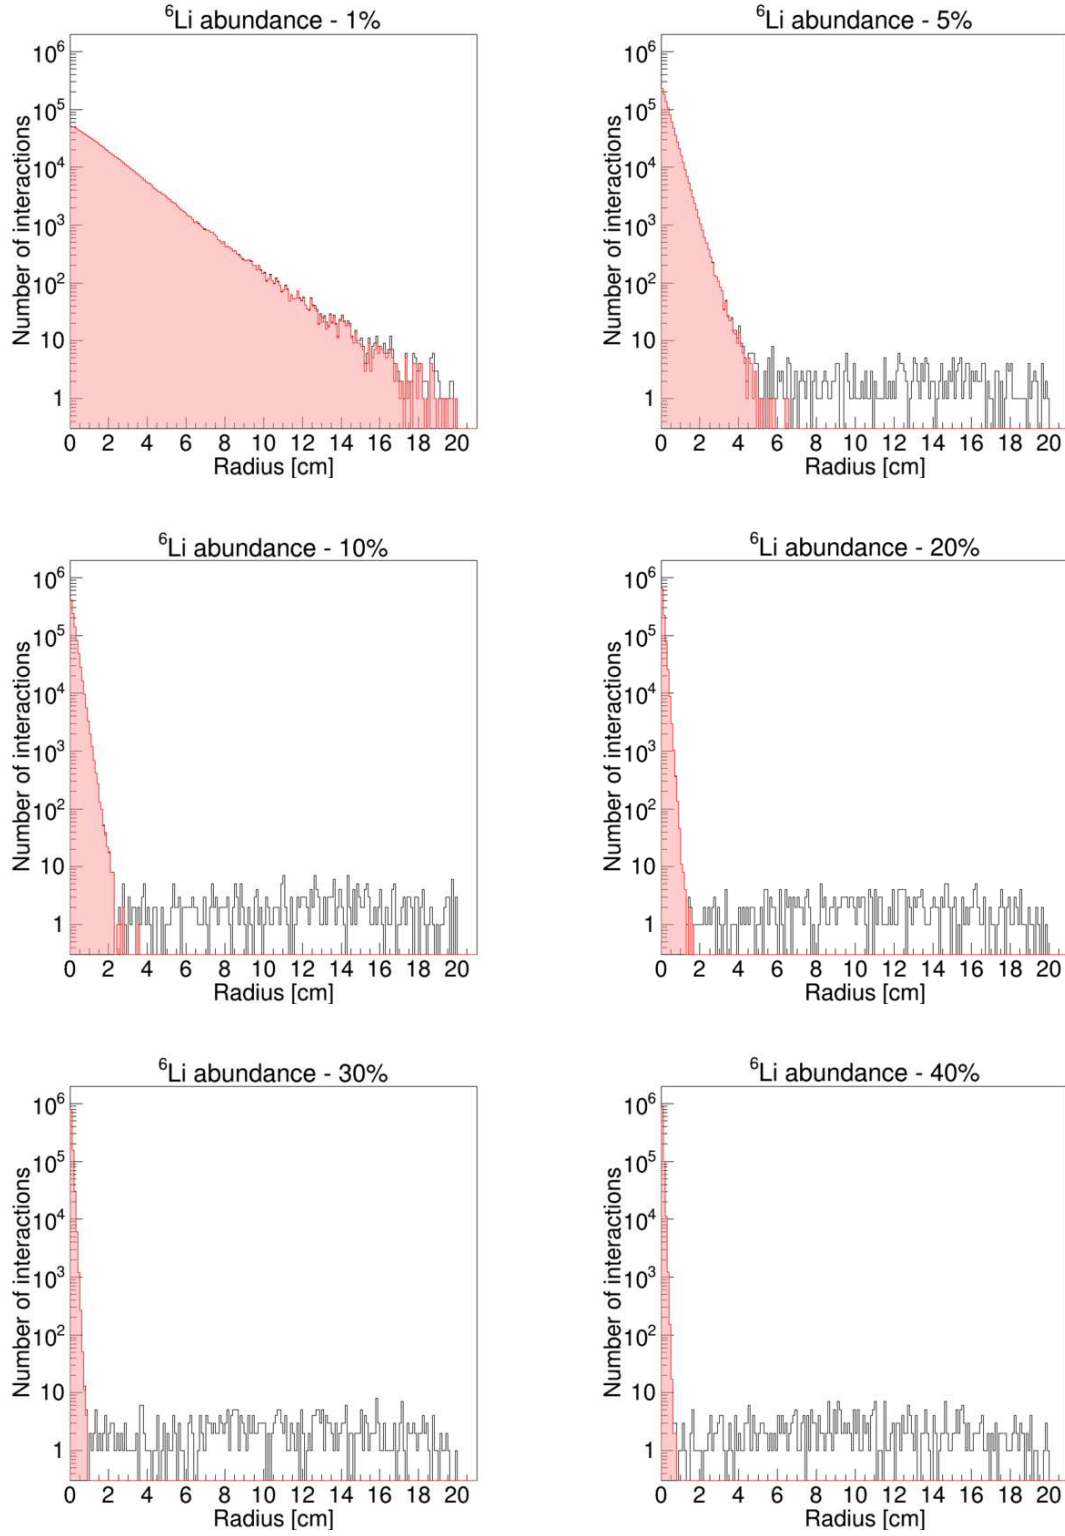 ⁶Li abundance - 1%
Number of interactions
10⁶
10⁵
10⁴
10³
10²
10
1
0 2 4 6 8 10 12 14 16 18 20
Radius [cm]
⁶Li abundance - 5%
Number of interactions
10⁶
10⁵
10⁴
10³
10²
10
1
0 2 4 6 8 10 12 14 16 18 20
Radius [cm]
⁶Li abundance - 10%
Number of interactions
10⁶
10⁵
10⁴
10³
10²
10
1
0 2 4 6 8 10 12 14 16 18 20
Radius [cm]
⁶Li abundance - 20%
Number of interactions
10⁶
10⁵
10⁴
10³
10²
10
1
0 2 4 6 8 10 12 14 16 18 20
Radius [cm]
⁶Li abundance - 30%
Number of interactions
10⁶
10⁵
10⁴
10³
10²
10
1
0 2 4 6 8 10 12 14 16 18 20
Radius [cm]
⁶Li abundance - 40%
Number of interactions
10⁶
10⁵
10⁴
10³
10²
10
1
0 2 4 6 8 10 12 14 16 18 20
Radius [cm]